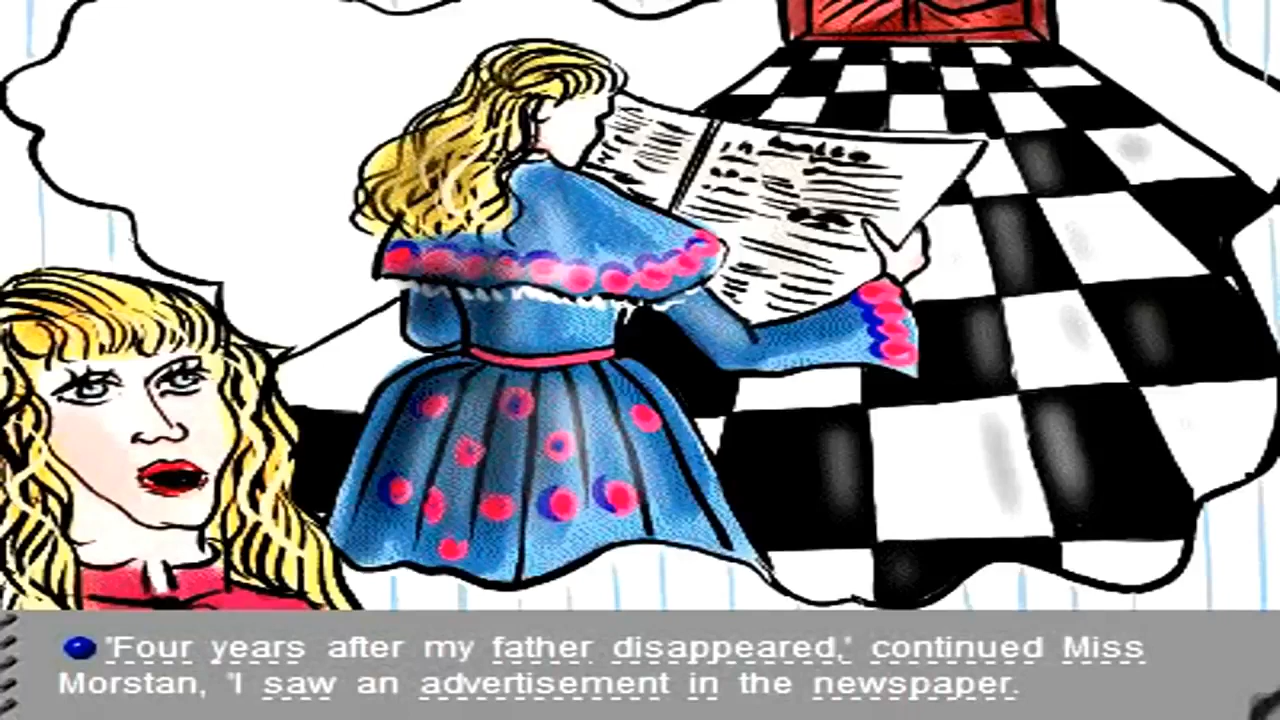 'Four years after my father disappeared,' continued Miss
Morstan, 'I saw an advertisement in the newspaper.